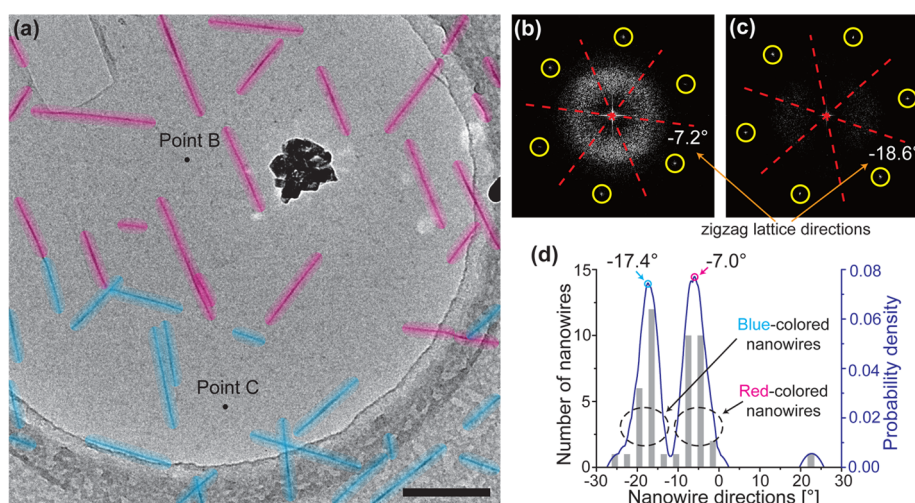 (a)
Point B
Point C
(b)
-7.2°
(c)
-18.6°
zigzag lattice directions
(d)
-17.4°
-7.0°
15
10
5
0
Number of nanowires
-30
-20
-10
0
10
20
30
Nanowire directions [°]
0.08
0.06
0.04
0.02
0.00
Probability density
Blue-colored
nanowires
Red-colored
nanowires